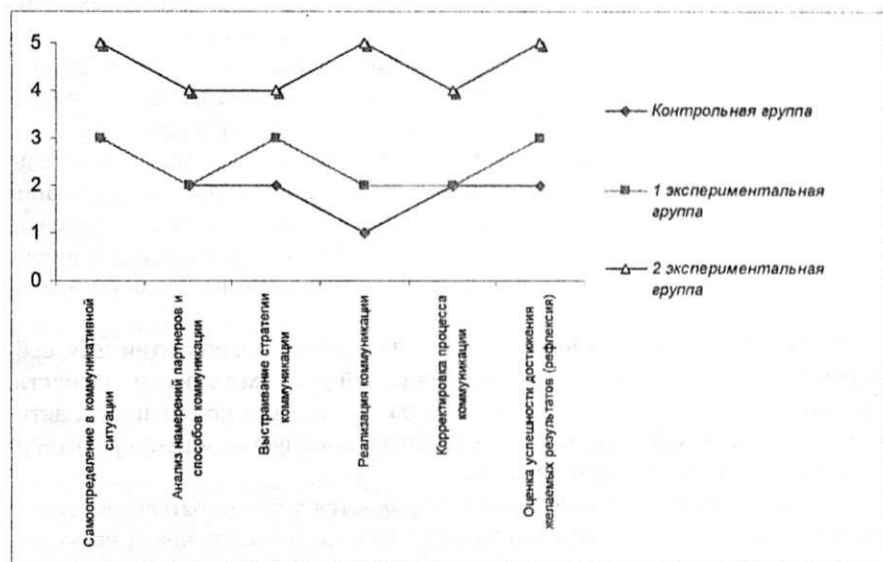 5
4
3
2
1
0
Контрольная группа
1 экспериментальная
группа
2 экспериментальная
группа
Самоопределение в коммуникативной
ситуации
Анализ намерений партнеров и
способов коммуникации
Выстраивание стратегии
коммуникации
Реализация коммуникации
Корректировка процесса
коммуникации
Оценка успешности достижения
желаемых результатов (рефлексия)